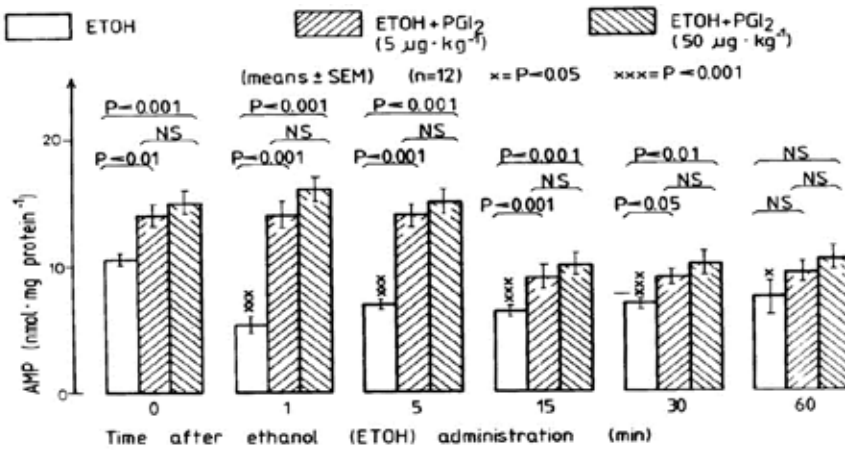 ETOH ETOH+PGI₂ ETOH+PGI₂
(5 µg·kg⁻¹) (50 µg·kg⁻¹)
(means ± SEM) (n=12) x=P<0.05 xxx=P<0.001
P<0.001 P<0.001 P<0.001
20 NS NS NS
P<0.01 P<0.001 P<0.001 P<0.001 P<0.01 NS
NS NS NS
P<0.001 P<0.05 NS
10 xxx xxx xxx xxx x
AMP (nmol·mg protein⁻¹)
0
0 1 5 15 30 60
Time after ethanol (ETOH) administration (min)